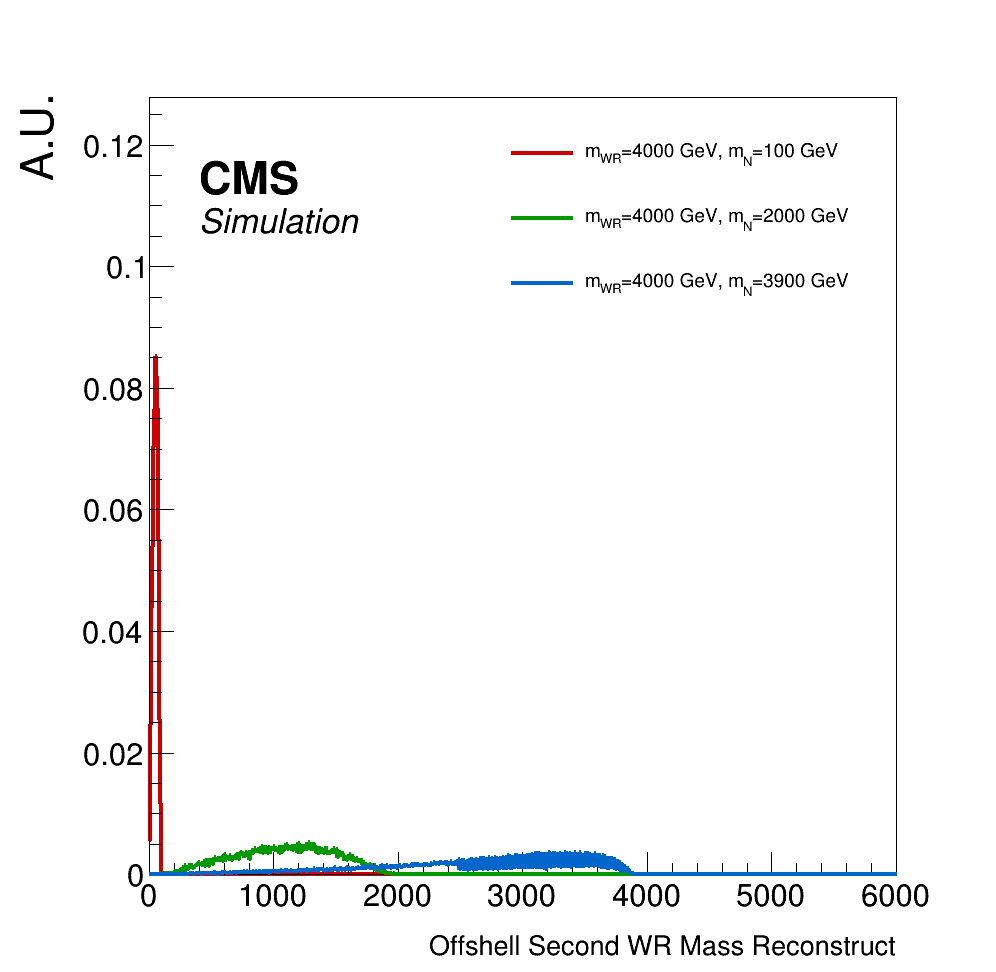 A.U.
CMS
Simulation
m_WR=4000 GeV, m_N=100 GeV
m_WR=4000 GeV, m_N=2000 GeV
m_WR=4000 GeV, m_N=3900 GeV
0.12
0.1
0.08
0.06
0.04
0.02
0
0 1000 2000 3000 4000 5000 6000
Offshell Second WR Mass Reconstruct